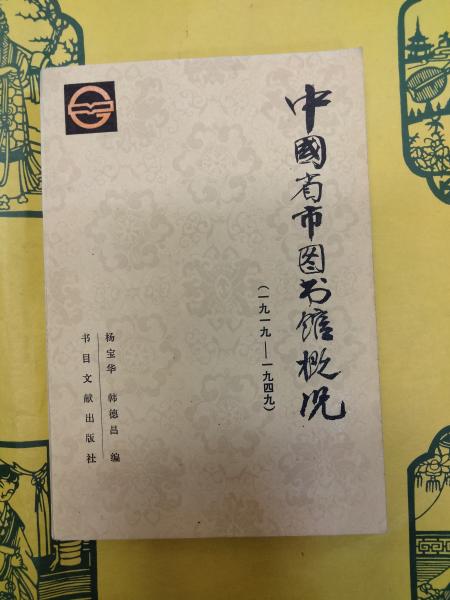 中國省市图书馆概况
(一九一九——一九四九)
杨宝华 韩德昌 编
书目文献出版社